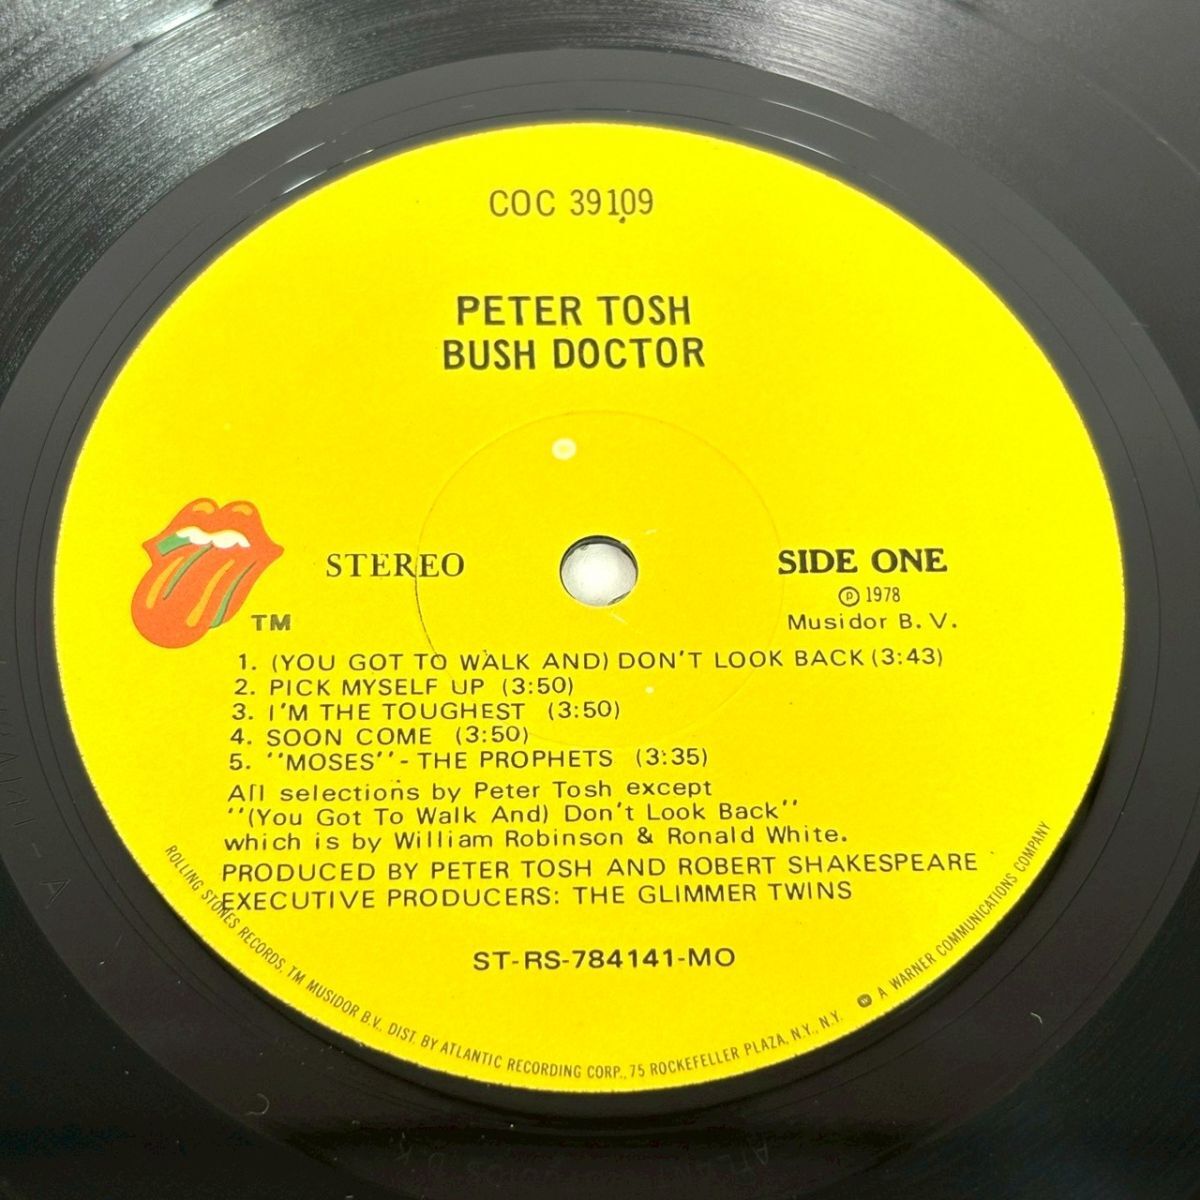 COC 39109
PETER TOSH
BUSH DOCTOR
STEREO
SIDE ONE
℗ 1978
Musidor B. V.
TM
1. (YOU GOT TO WALK AND) DON'T LOOK BACK (3:43)
2. PICK MYSELF UP (3:50)
3. I'M THE TOUGHEST (3:50)
4. SOON COME (3:50)
5. "MOSES" - THE PROPHETS (3:35)
All selections by Peter Tosh except
"(You Got To Walk And) Don't Look Back"
which is by William Robinson & Ronald White.
PRODUCED BY PETER TOSH AND ROBERT SHAKESPEARE
EXECUTIVE PRODUCERS: THE GLIMMER TWINS
ST-RS-784141-MO
ROLLING STONES RECORDS, TM MUSIDOR B.V., DIST. BY ATLANTIC RECORDING CORP., 75 ROCKEFELLER PLAZA, N.Y., N.Y. A WARNER COMMUNICATIONS COMPANY